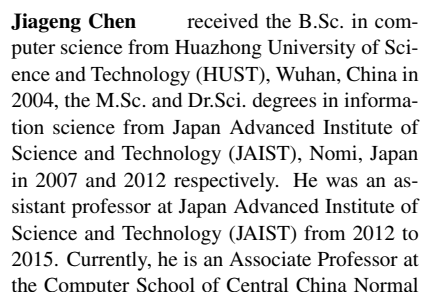 Jiageng Chen received the B.Sc. in com-
puter science from Huazhong University of Sci-
ence and Technology (HUST), Wuhan, China in
2004, the M.Sc. and Dr.Sci. degrees in informa-
tion science from Japan Advanced Institute of
Science and Technology (JAIST), Nomi, Japan
in 2007 and 2012 respectively. He was an as-
sistant professor at Japan Advanced Institute of
Science and Technology (JAIST) from 2012 to
2015. Currently, he is an Associate Professor at
the Computer School of Central China Normal